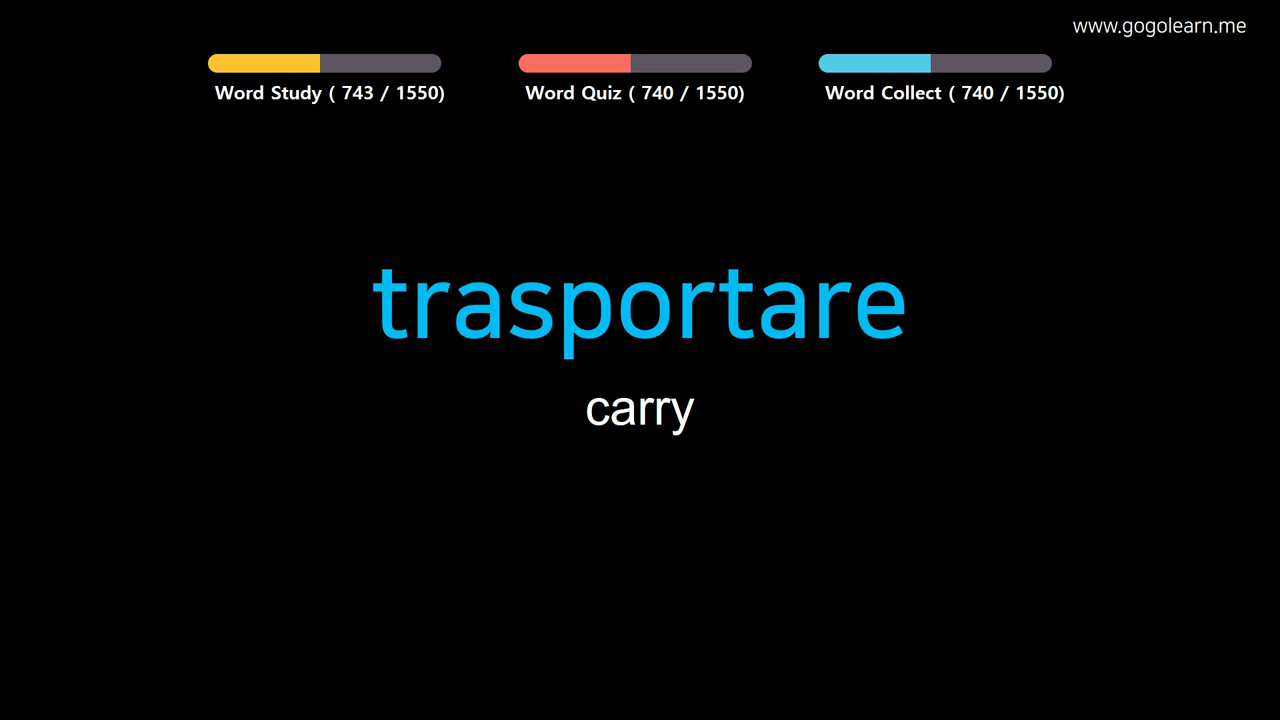 www.gogolearn.me
Word Study ( 743 / 1550)
Word Quiz ( 740 / 1550)
Word Collect ( 740 / 1550)
trasportare
carry